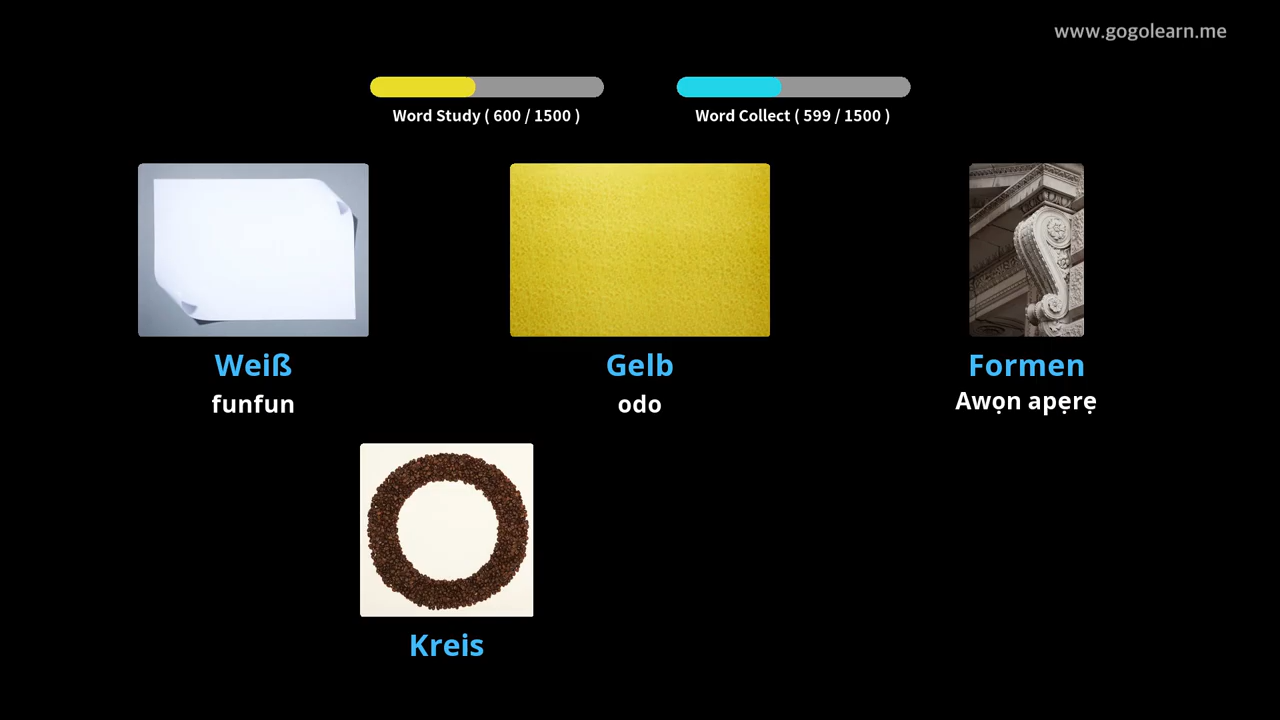 www.gogolearn.me
Word Study ( 600 / 1500 )
Word Collect ( 599 / 1500 )
Weiß
Gelb
Formen
funfun
odo
Awọn apẹrẹ
Kreis